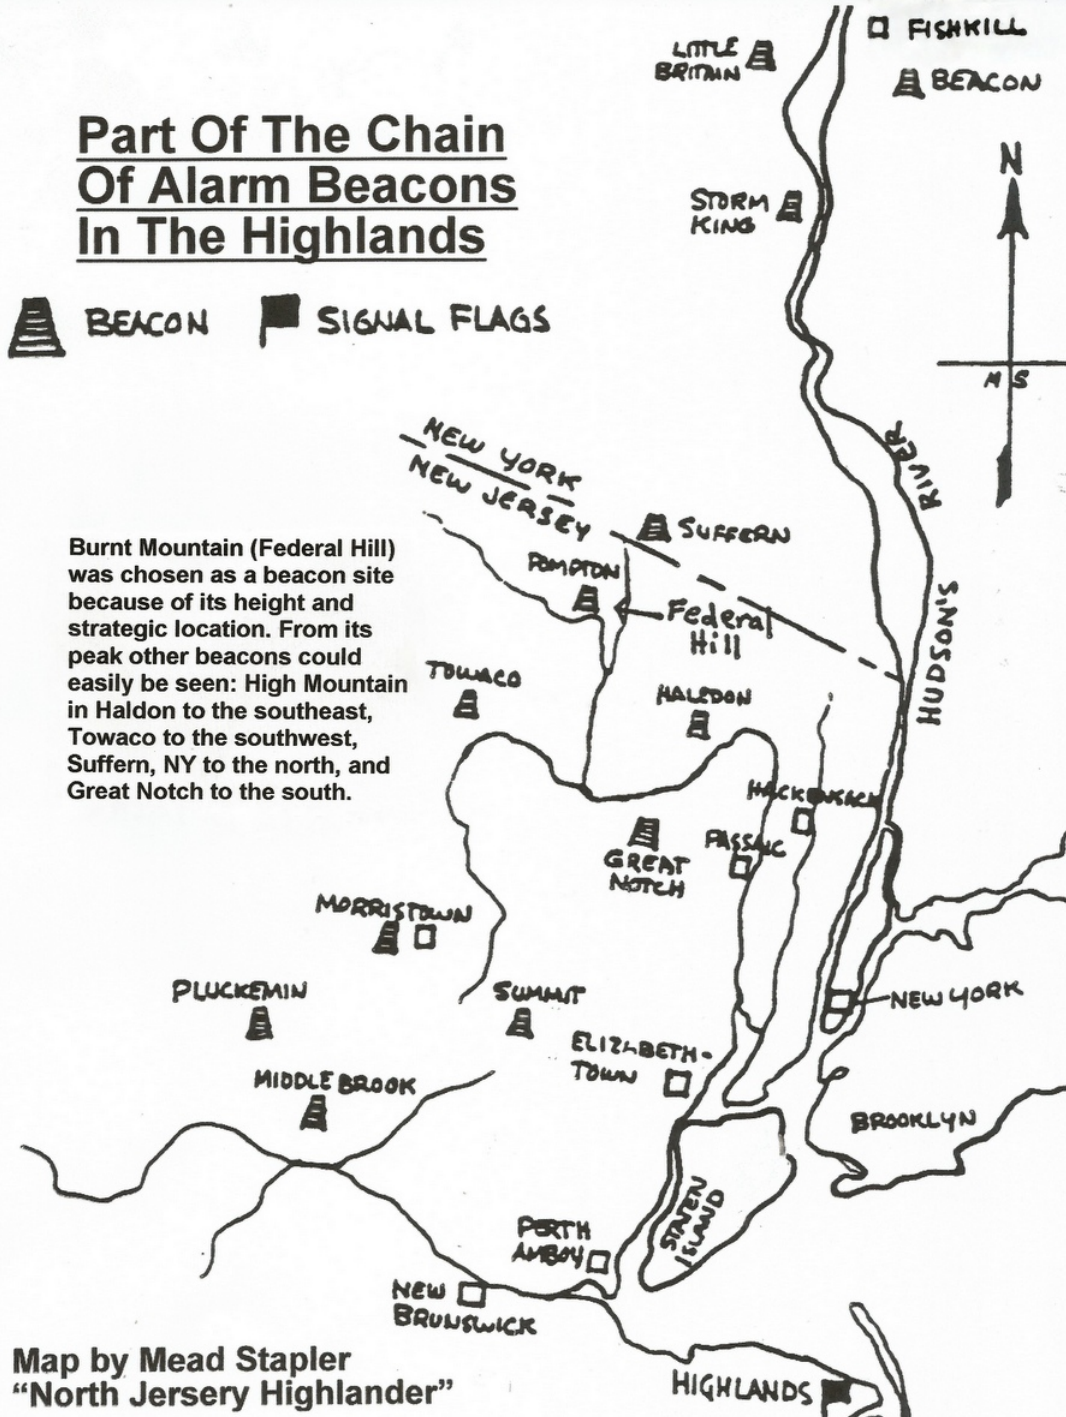 FISHKILL
LITTLE
BRITAIN
BEACON
Part Of The Chain
Of Alarm Beacons
In The Highlands
N
STORM
KING
BEACON
SIGNAL FLAGS
MS
NEW YORK
NEW JERSEY
HUDSON'S RIVER
SUFFERN
Burnt Mountain (Federal Hill)
was chosen as a beacon site
because of its height and
strategic location. From its
peak other beacons could
easily be seen: High Mountain
in Haldon to the southeast,
Towaco to the southwest,
Suffern, NY to the north, and
Great Notch to the south.
POMPTON
Federal
Hill
TOWACO
HALEDON
HACKENSACK
PASSAIC
GREAT
NOTCH
MORRISTOWN
PLUCKEMIN
SUMMIT
NEW YORK
ELIZABETH-
TOWN
MIDDLEBROOK
BROOKLYN
STATEN
ISLAND
PERTH
AMBOY
NEW
BRUNSWICK
Map by Mead Stapler
“North Jersery Highlander”
HIGHLANDS